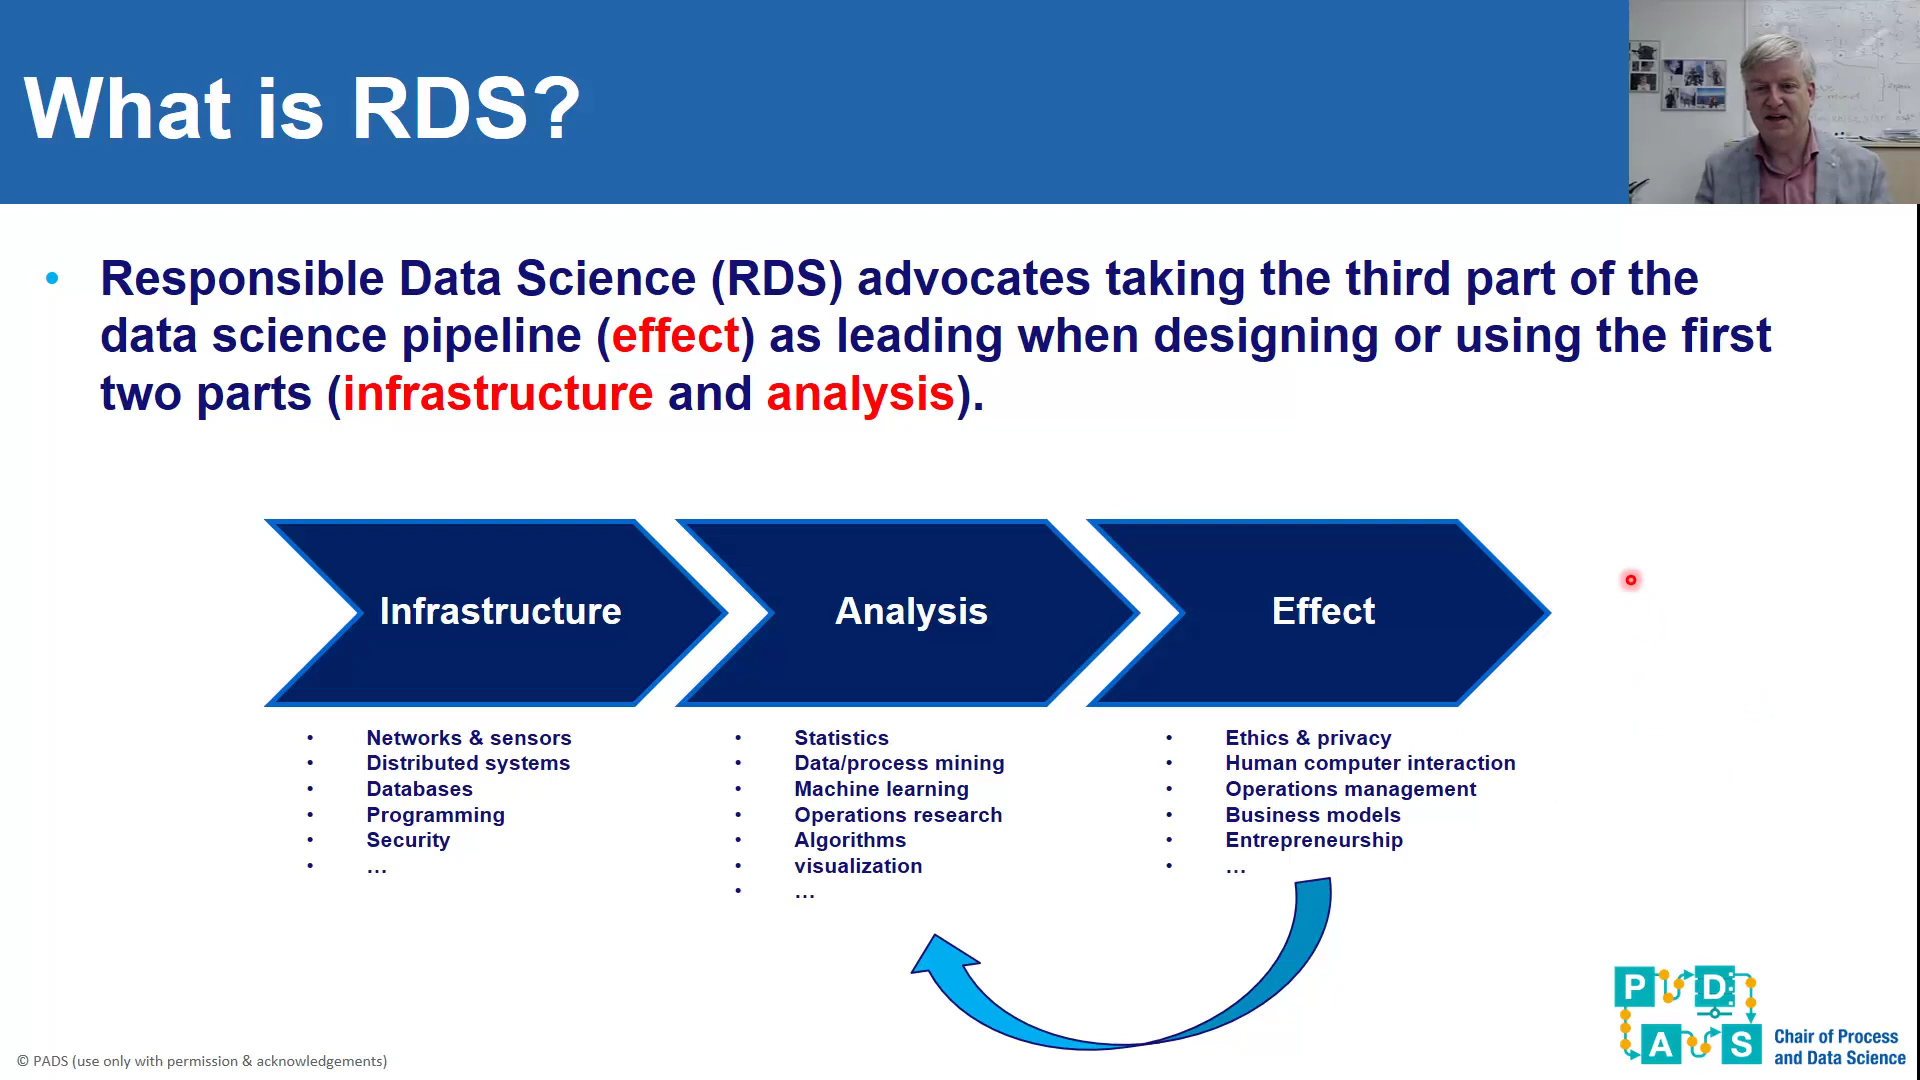 What is RDS?
• Responsible Data Science (RDS) advocates taking the third part of the
data science pipeline (effect) as leading when designing or using the first
two parts (infrastructure and analysis).
Infrastructure
• Networks & sensors
• Distributed systems
• Databases
• Programming
• Security
• ...
Analysis
• Statistics
• Data/process mining
• Machine learning
• Operations research
• Algorithms
• visualization
• ...
Effect
• Ethics & privacy
• Human computer interaction
• Operations management
• Business models
• Entrepreneurship
• ...
P D
A S
Chair of Process
and Data Science
© PADS (use only with permission & acknowledgements)